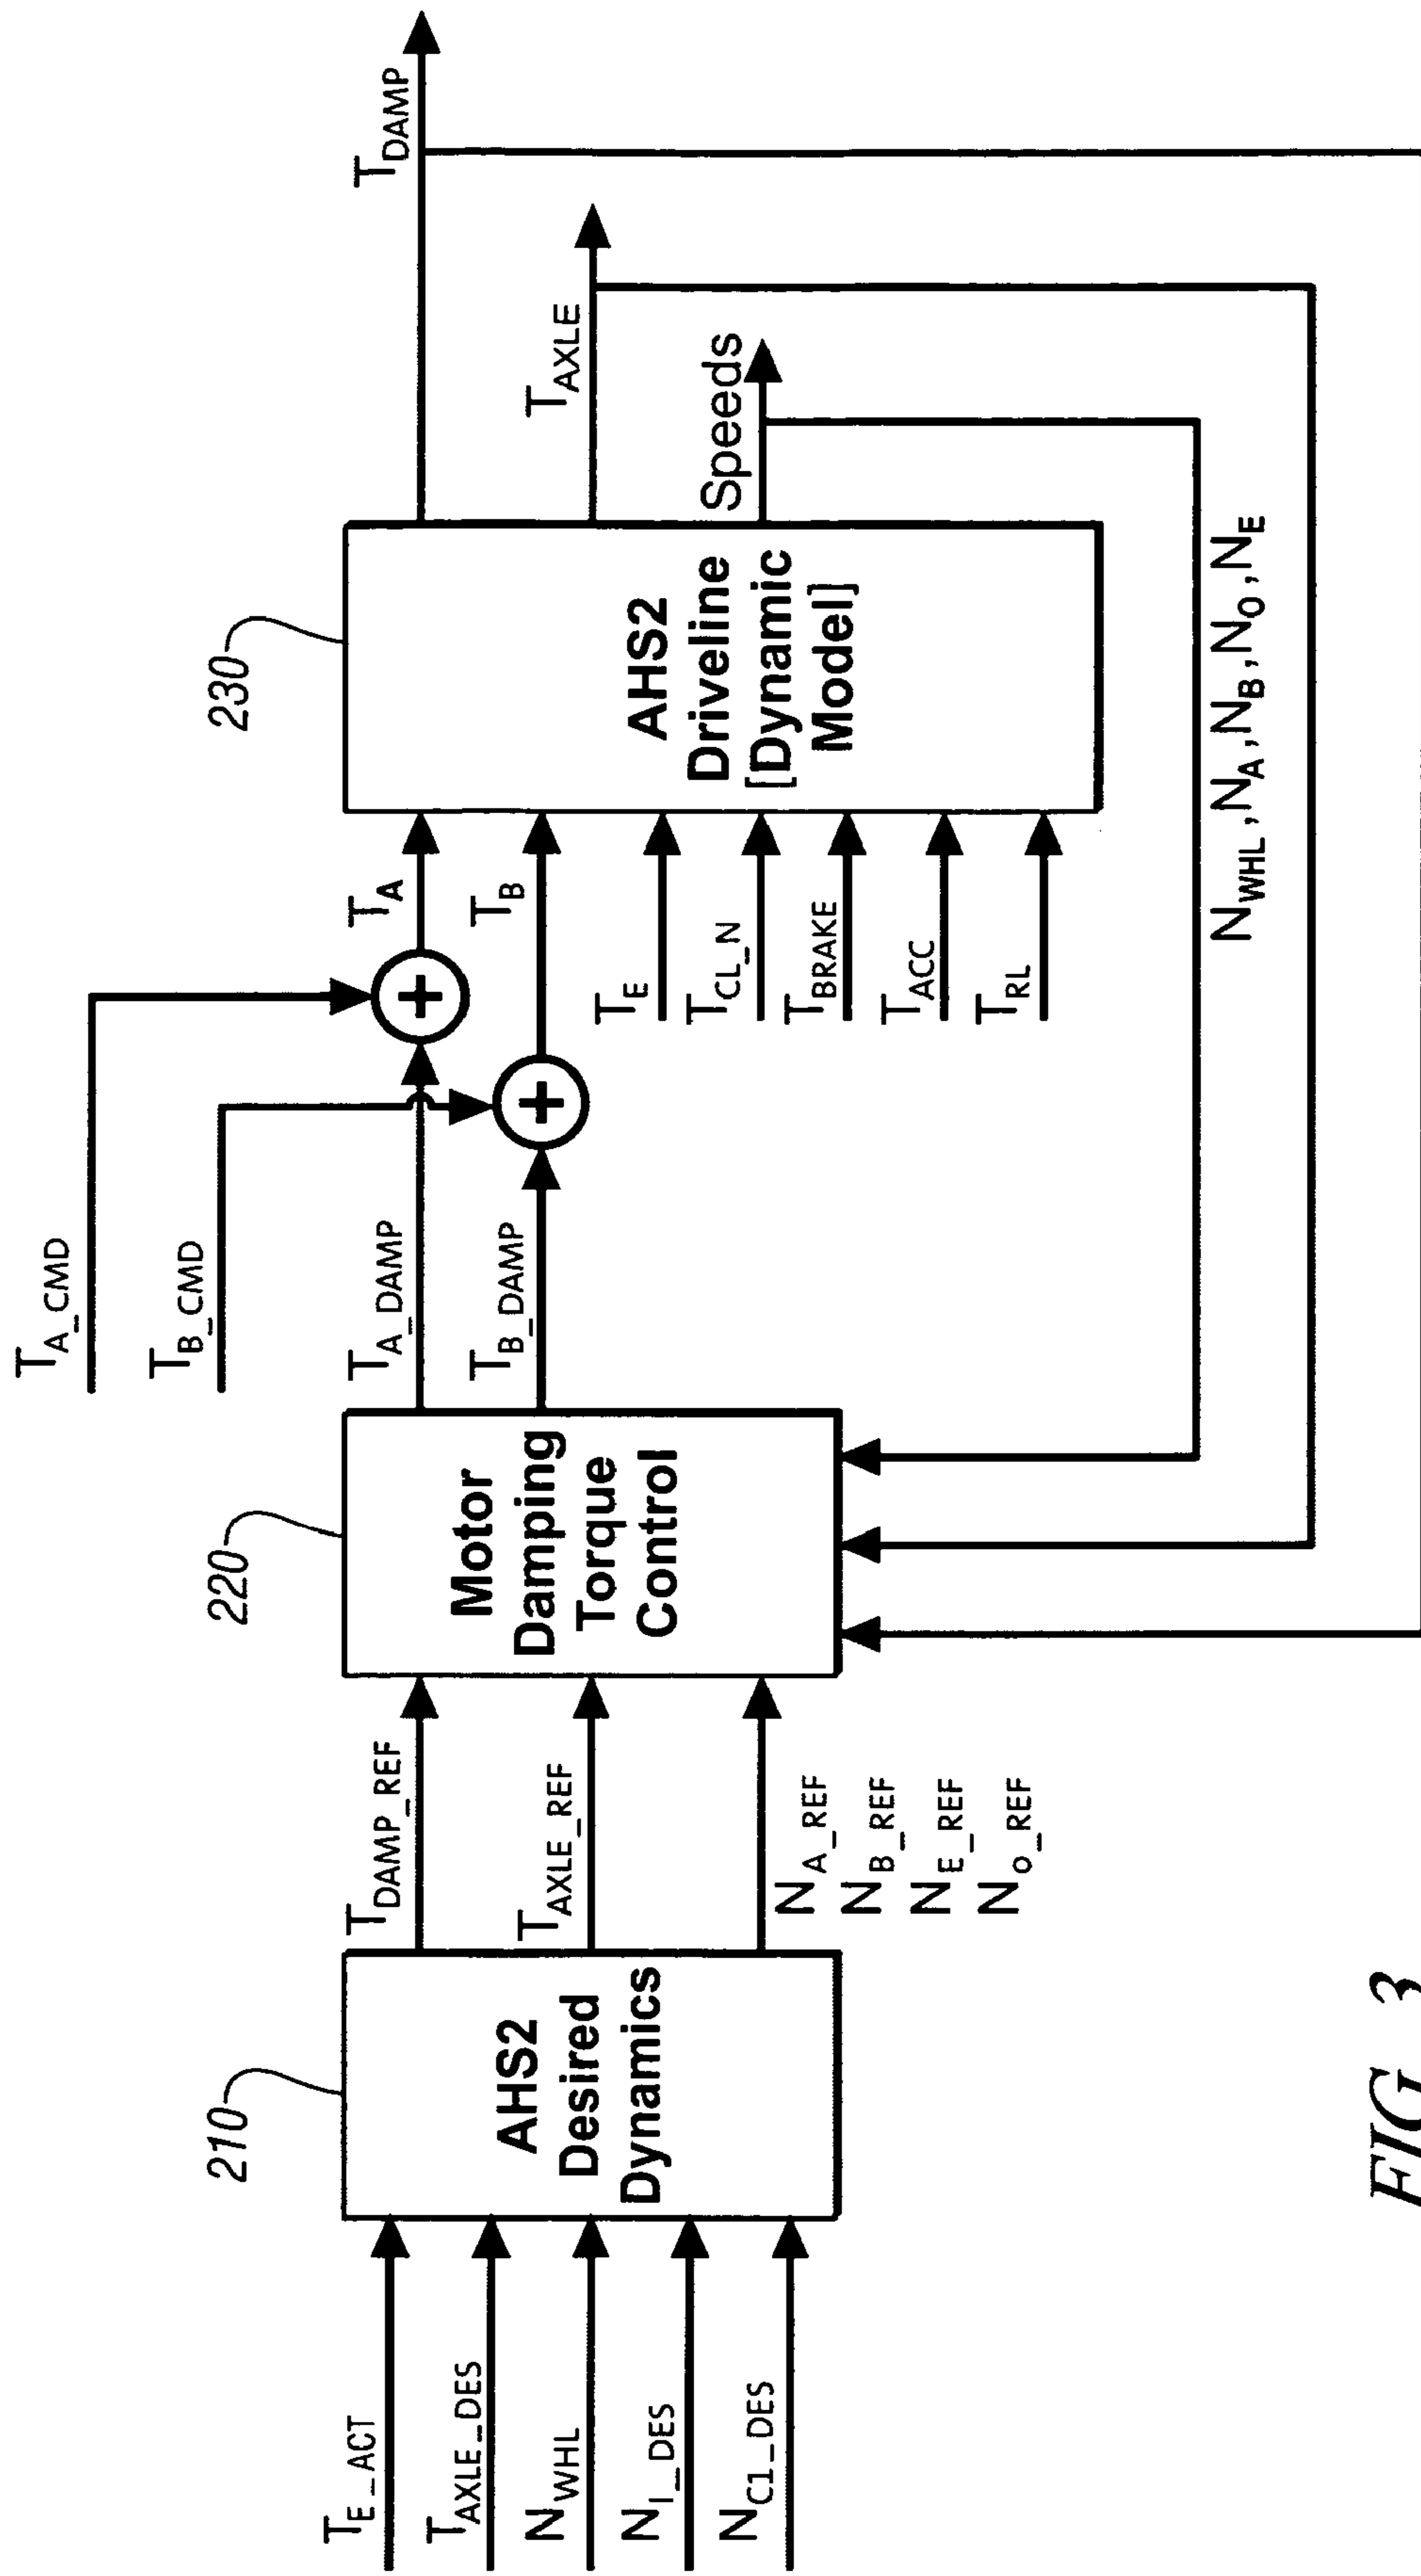 T_A_CMD
T_B_CMD
210
220
230
T_E_ACT
T_AXLE_DES
N_WHL
N_I_DES
N_C1_DES
AHS2
Desired
Dynamics
T_DAMP_REF
T_AXLE_REF
N_A_REF
N_B_REF
N_E_REF
N_O_REF
Motor
Damping
Torque
Control
T_A_DAMP
T_B_DAMP
+
+
T_A
T_B
T_E
T_CL_N
T_BRAKE
T_ACC
T_RL
AHS2
Driveline
[Dynamic
Model]
T_DAMP
T_AXLE
Speeds
N_WHL, N_A, N_B, N_O, N_E
FIG. 3